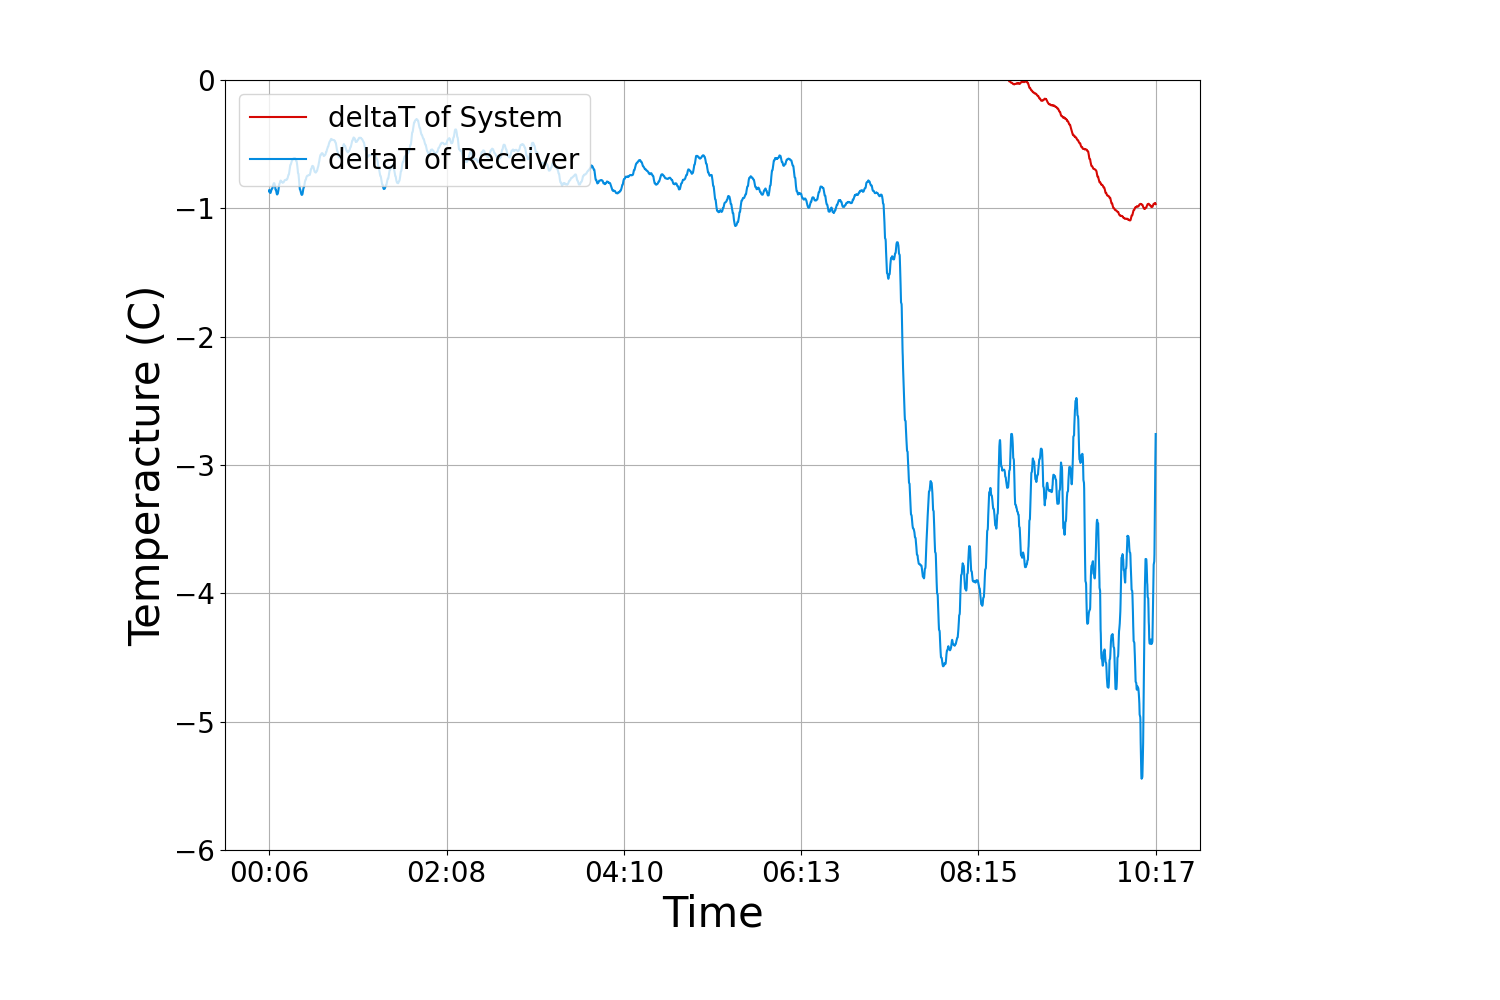 deltaT of System
deltaT of Receiver
0
−1
−2
−3
−4
−5
−6
Temperacture (C)
00:06 02:08 04:10 06:13 08:15 10:17
Time